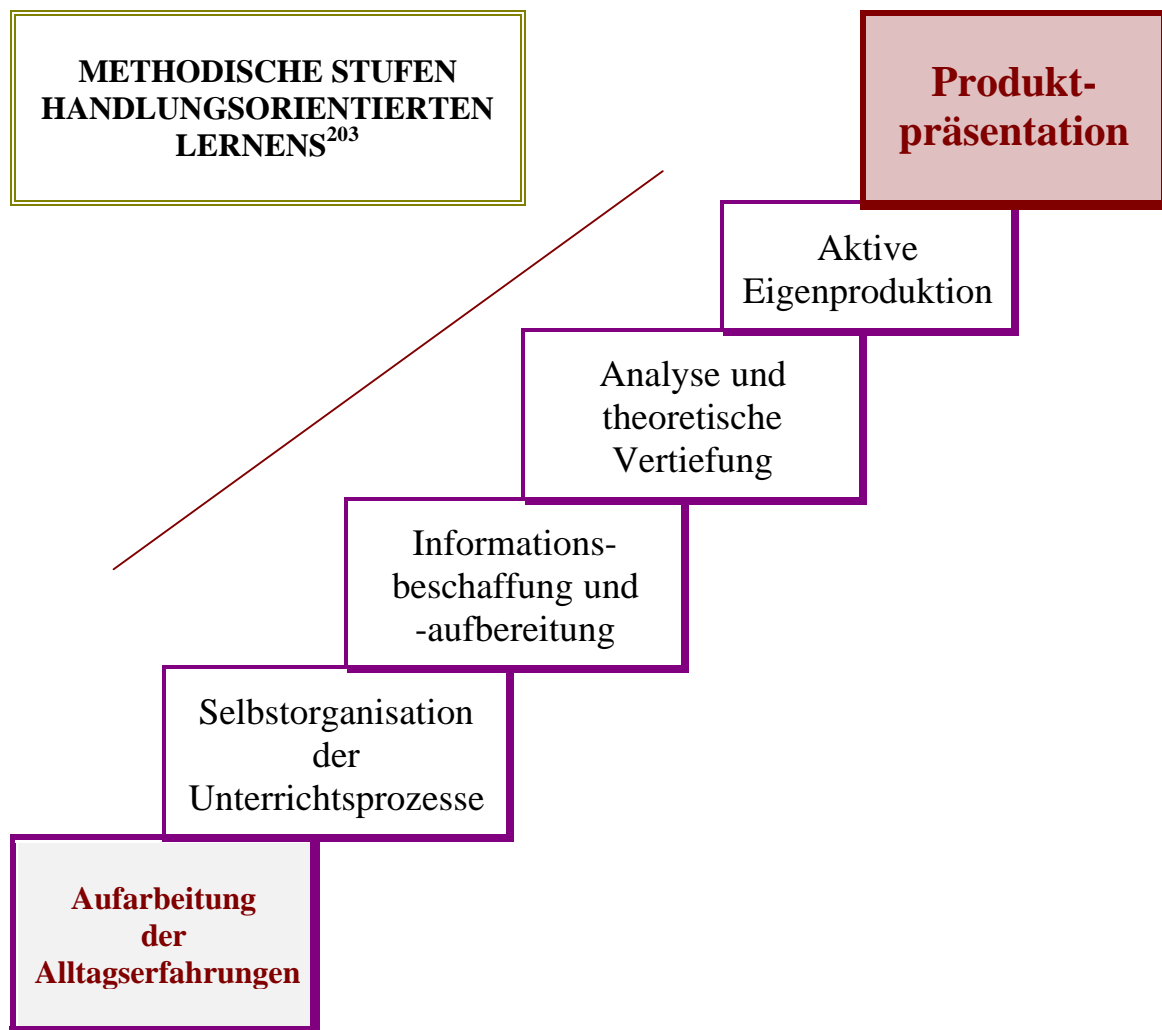 METHODISCHE STUFEN
HANDLUNGSORIENTIERTEN
LERNENS203
Produkt-
präsentation
Aktive
Eigenproduktion
Analyse und
theoretische
Vertiefung
Informations-
beschaffung und
-aufbereitung
Selbstorganisation
der
Unterrichtsprozesse
Aufarbeitung
der
Alltagserfahrungen